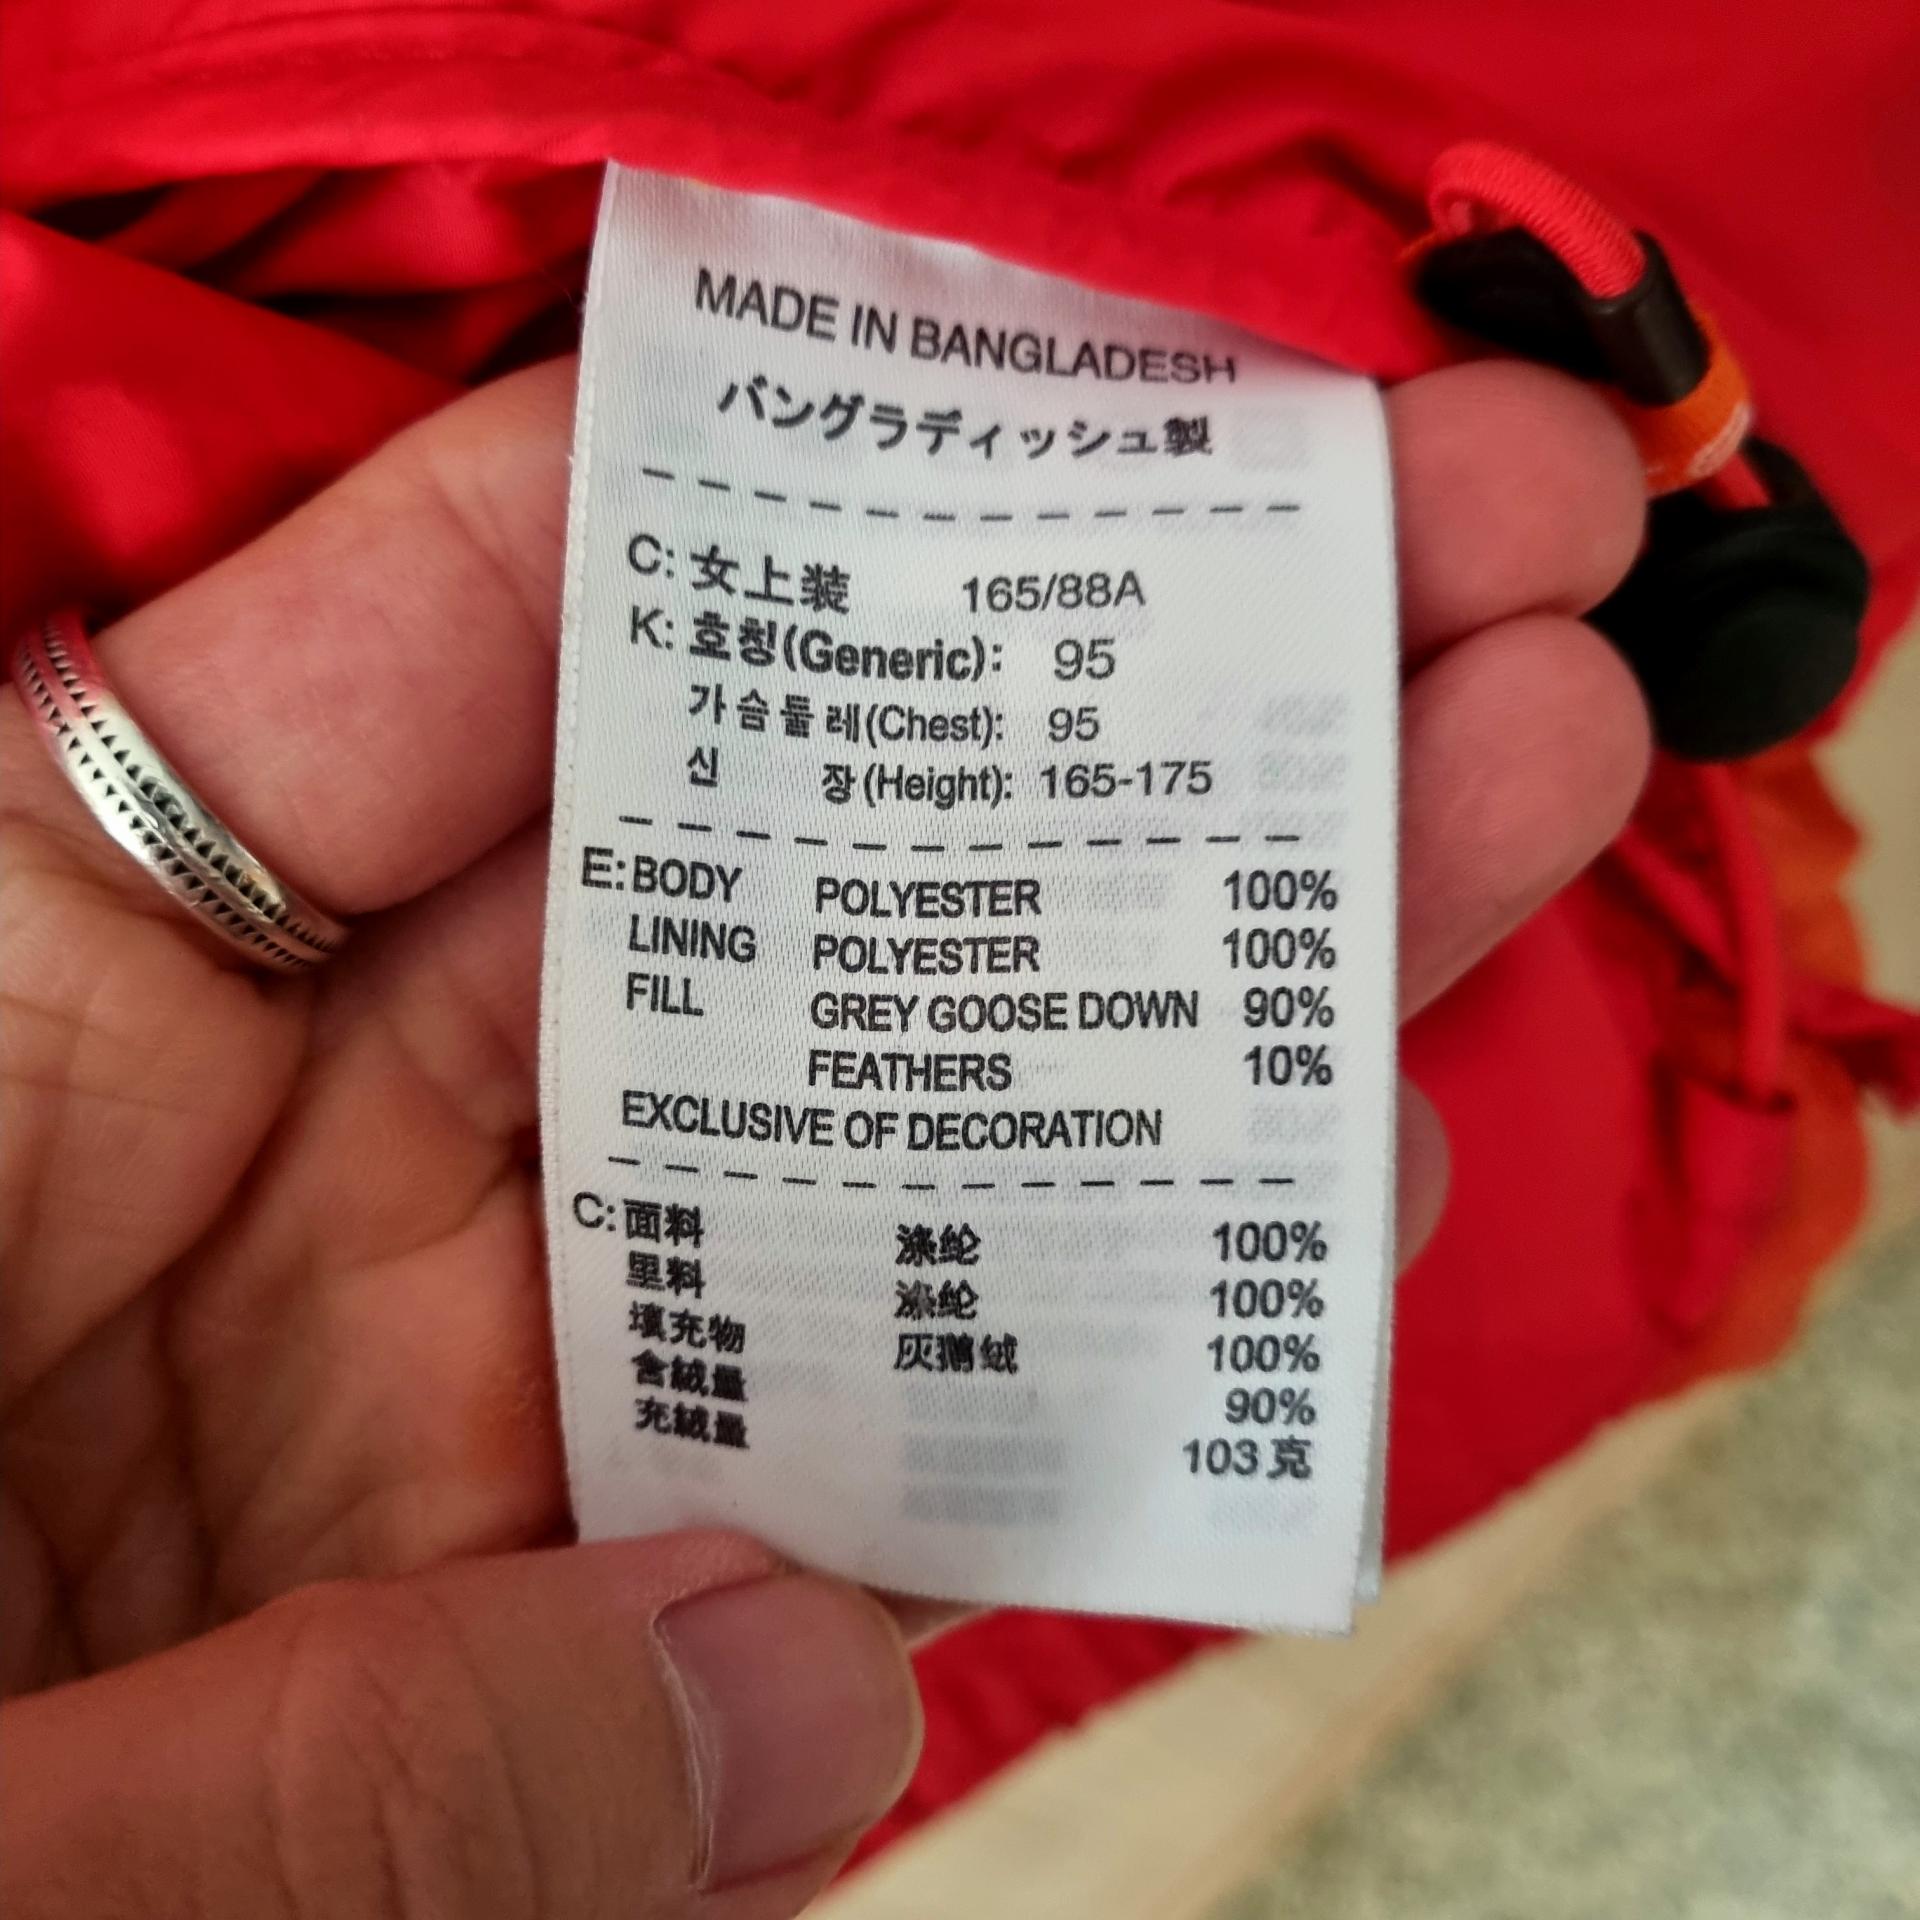 MADE IN BANGLADESH
バングラディッシュ製
C: 女上装 165/88A
K: 호칭(Generic): 95
가슴둘레(Chest): 95
신 장(Height): 165-175
E: BODY POLYESTER 100%
LINING POLYESTER 100%
FILL GREY GOOSE DOWN 90%
FEATHERS 10%
EXCLUSIVE OF DECORATION
C: 面料 涤纶 100%
里料 涤纶 100%
填充物 灰鹅绒 100%
含絨量 90%
充絨量 103克